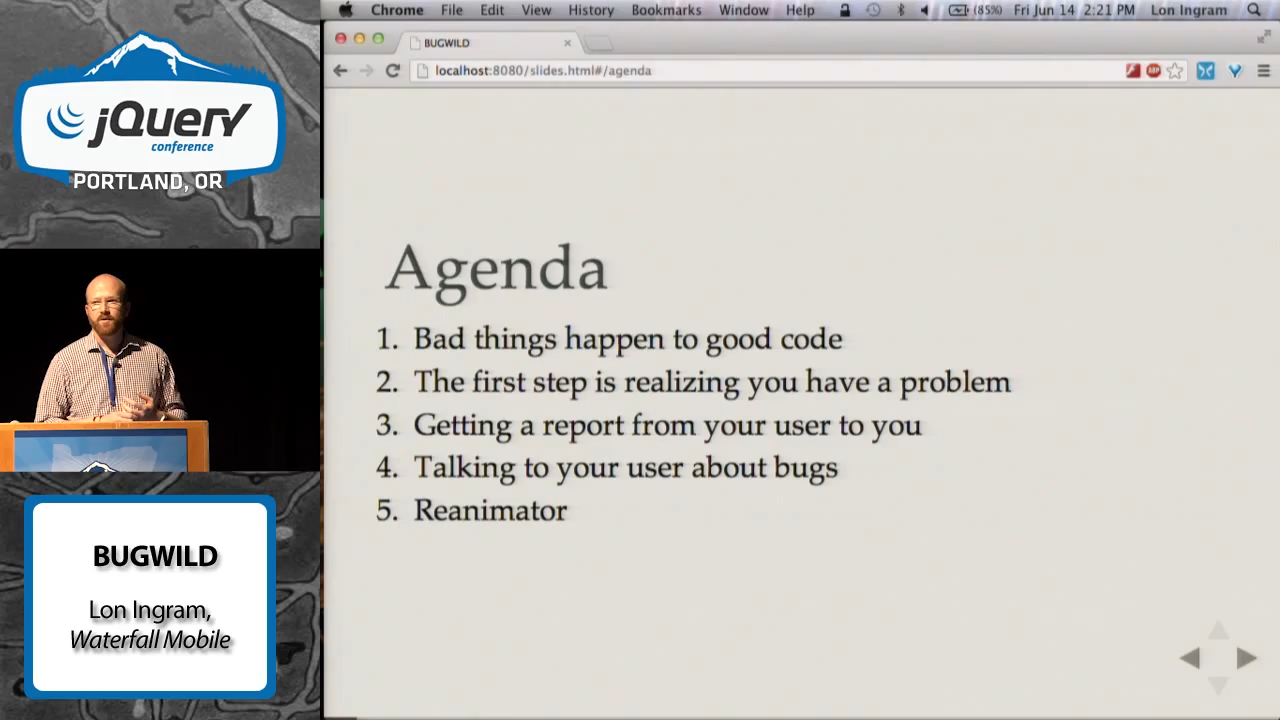 jQuery
conference
PORTLAND, OR
BUGWILD
Lon Ingram,
Waterfall Mobile
Chrome File Edit View History Bookmarks Window Help (85%) Fri Jun 14 2:21 PM Lon Ingram
BUGWILD
localhost:8080/slides.html#/agenda
ABP
Agenda
1. Bad things happen to good code
2. The first step is realizing you have a problem
3. Getting a report from your user to you
4. Talking to your user about bugs
5. Reanimator